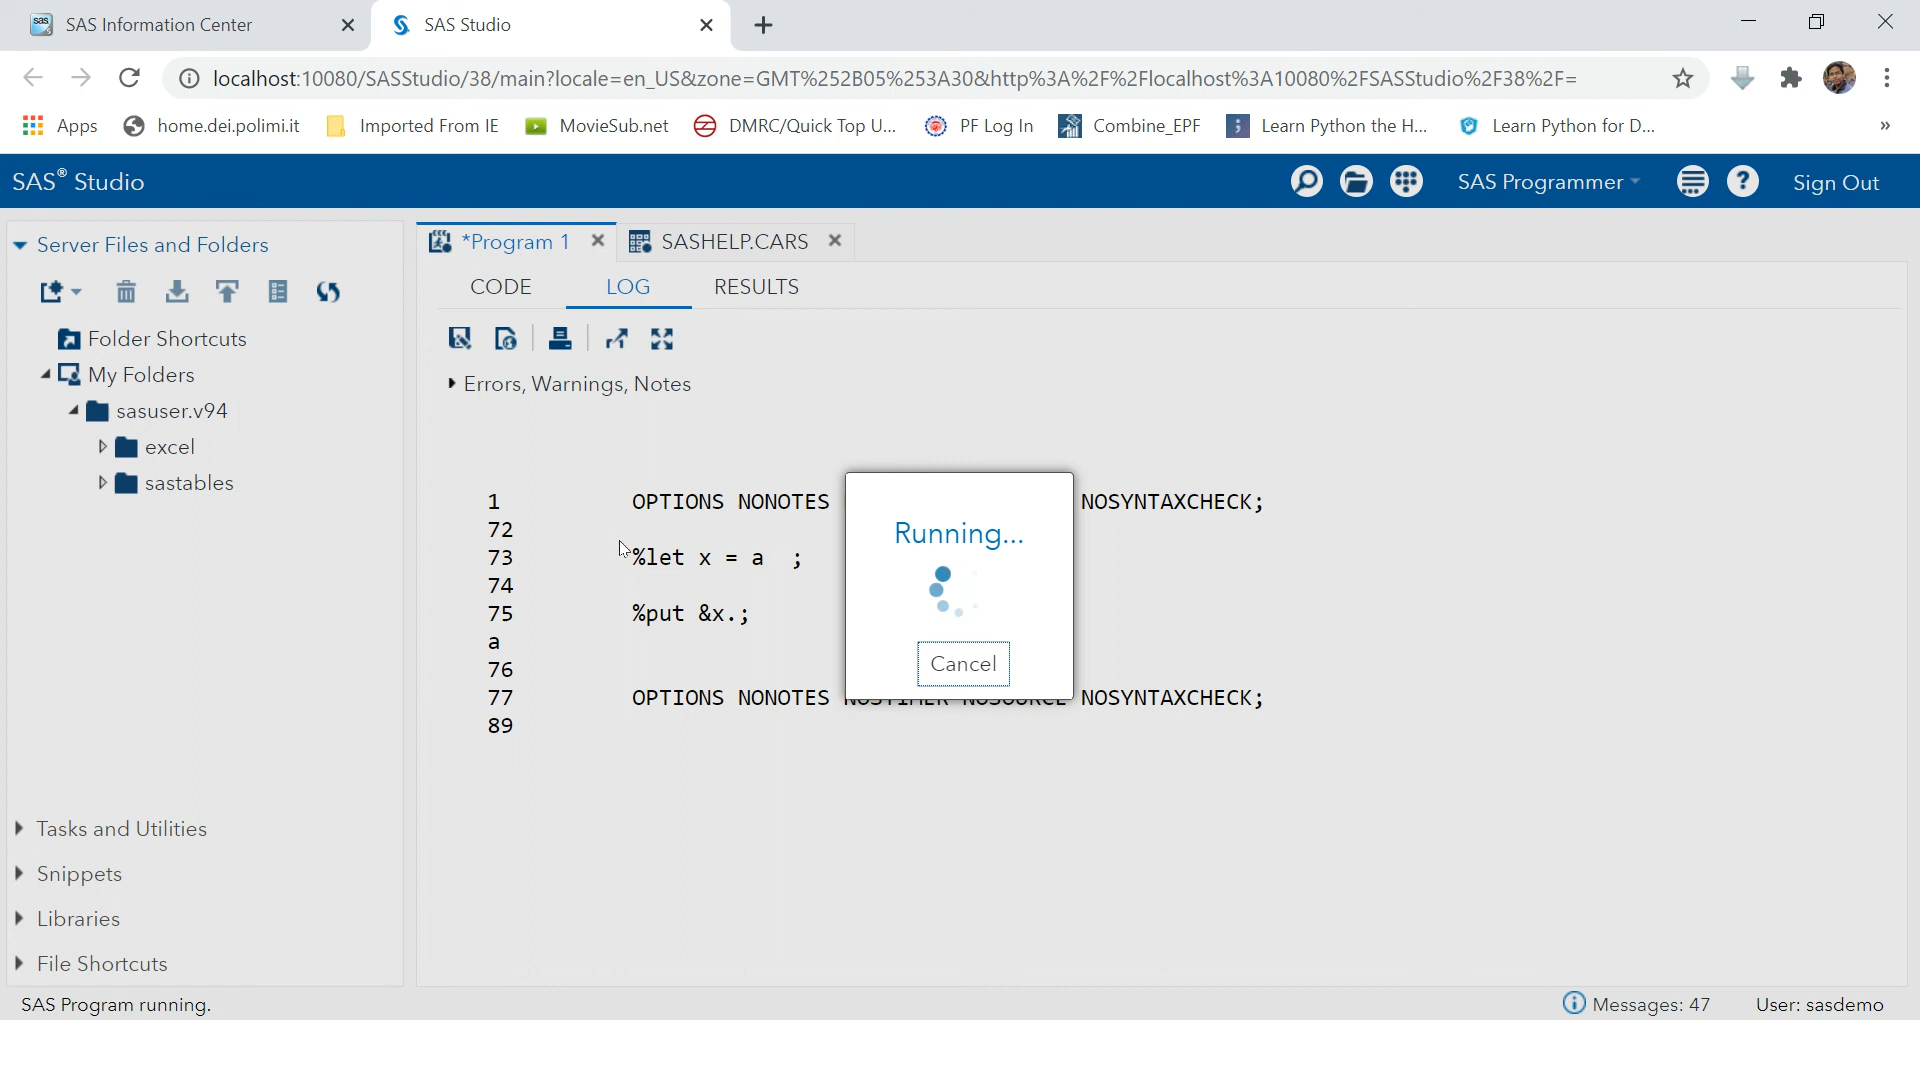 SAS Information Center
SAS Studio
localhost:10080/SASStudio/38/main?locale=en_US&zone=GMT%252B05%253A30&http%3A%2F%2Flocalhost%3A10080%2FSASStudio%2F38%2F=
Apps
home.dei.polimi.it
Imported From IE
MovieSub.net
DMRC/Quick Top U...
PF Log In
Combine_EPF
Learn Python the H...
Learn Python for D...
»
SAS® Studio
SAS Programmer
Sign Out
Server Files and Folders
Folder Shortcuts
My Folders
sasuser.v94
excel
sastables
Tasks and Utilities
Snippets
Libraries
File Shortcuts
*Program 1
SASHELP.CARS
CODE LOG RESULTS
Errors, Warnings, Notes
1 OPTIONS NONOTES NOSYNTAXCHECK;
72
73 %let x = a  ;
74
75 %put &x.;
a
76
77 OPTIONS NONOTES NOSTIMER NOSOURCE NOSYNTAXCHECK;
89
Running...
Cancel
SAS Program running.
Messages: 47
User: sasdemo